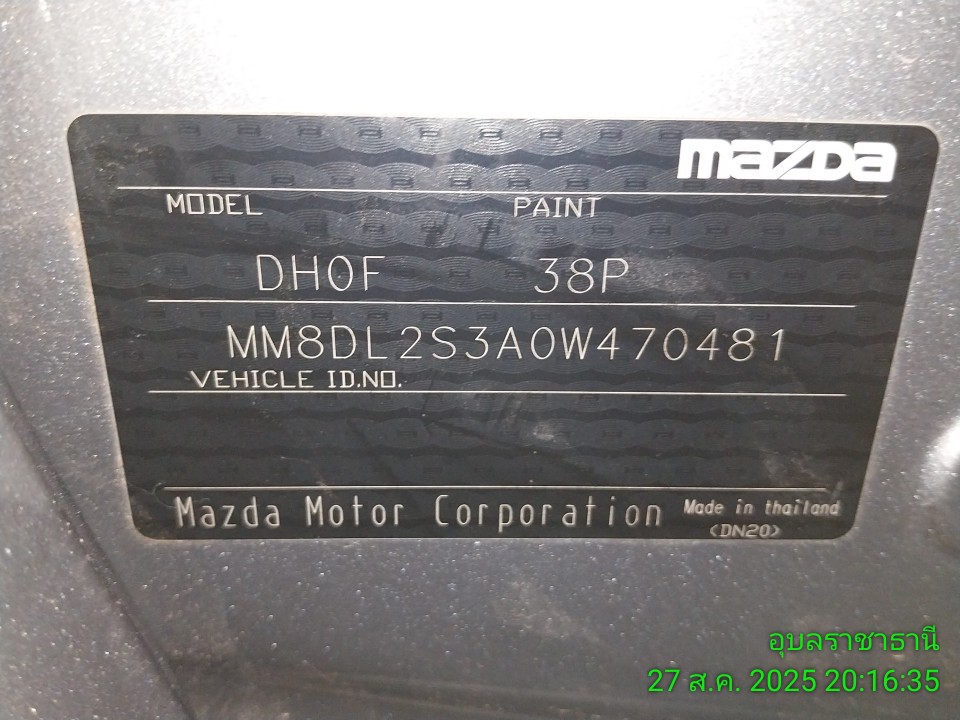 mazda
MODEL PAINT
DH0F 38P
MM8DL2S3A0W470481
VEHICLE ID.NO.
Mazda Motor Corporation Made in thailand
(DN20)
อุบลราชธานี
27 ส.ค. 2025 20:16:35